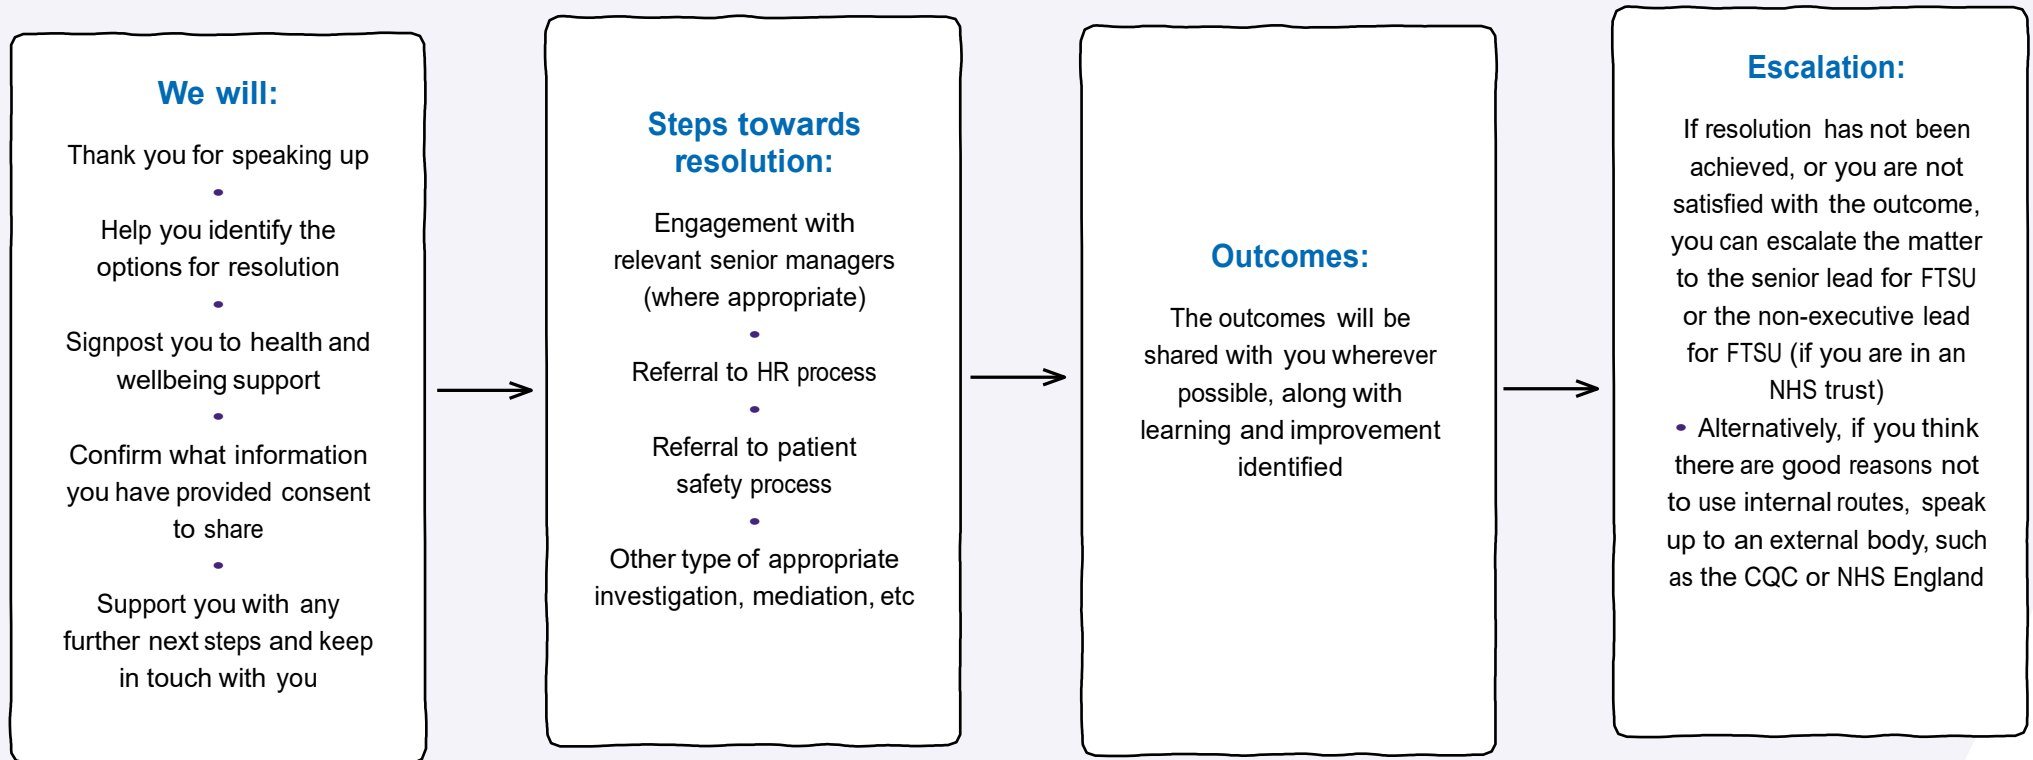 We will:
Thank you for speaking up
•
Help you identify the
options for resolution
•
Signpost you to health and
wellbeing support
•
Confirm what information
you have provided consent
to share
•
Support you with any
further next steps and keep
in touch with you
Steps towards
resolution:
Engagement with
relevant senior managers
(where appropriate)
•
Referral to HR process
•
Referral to patient
safety process
•
Other type of appropriate
investigation, mediation, etc
Outcomes:
The outcomes will be
shared with you wherever
possible, along with
learning and improvement
identified
Escalation:
If resolution has not been
achieved, or you are not
satisfied with the outcome,
you can escalate the matter
to the senior lead for FTSU
or the non-executive lead
for FTSU (if you are in an
NHS trust)
• Alternatively, if you think
there are good reasons not
to use internal routes, speak
up to an external body, such
as the CQC or NHS England